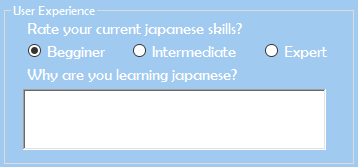 User Experience
Rate your current japanese skills?
Begginer Intermediate Expert
Why are you learning japanese?